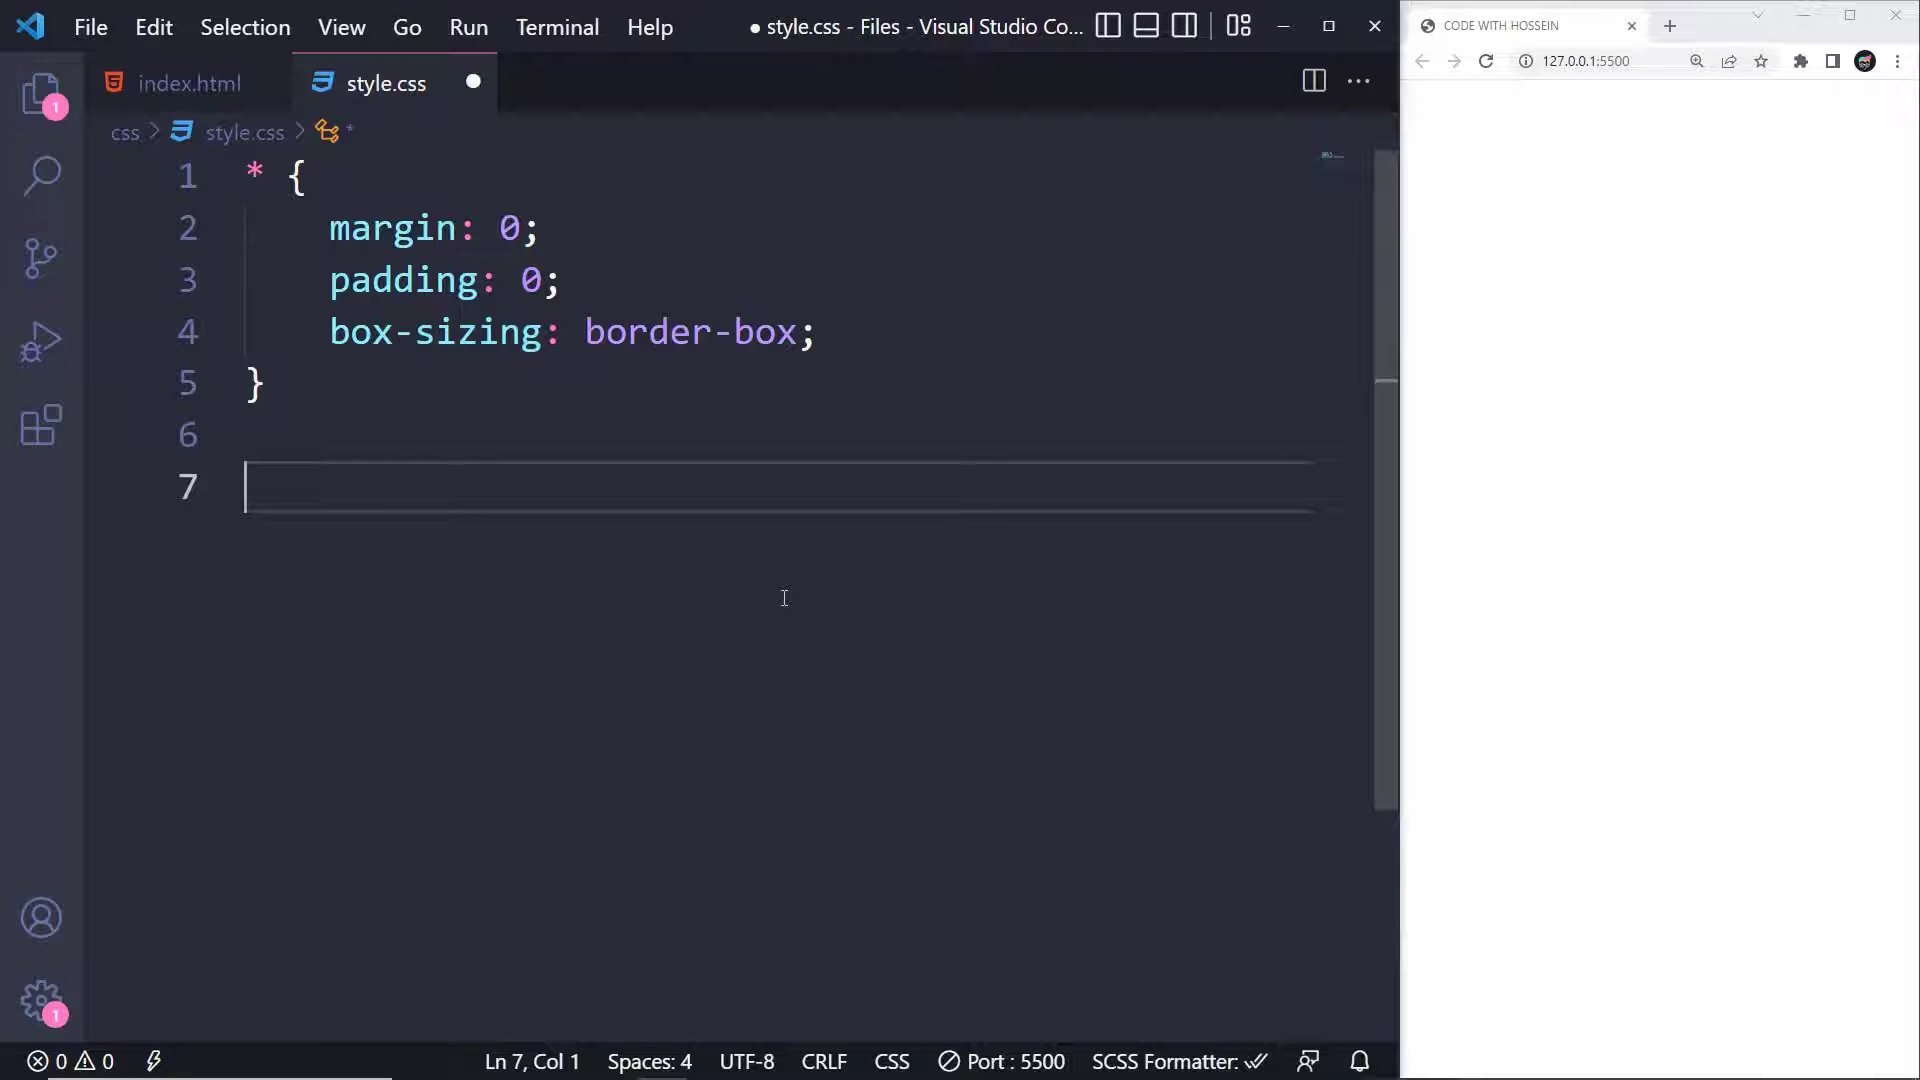 File Edit Selection View Go Run Terminal Help ● style.css - Files - Visual Studio Co...
CODE WITH HOSSEIN
127.0.0.1:5500
index.html style.css
css > style.css > *
1 * {
2 margin: 0;
3 padding: 0;
4 box-sizing: border-box;
5 }
6
7
1
1
0 0 Ln 7, Col 1 Spaces: 4 UTF-8 CRLF CSS Port : 5500 SCSS Formatter: